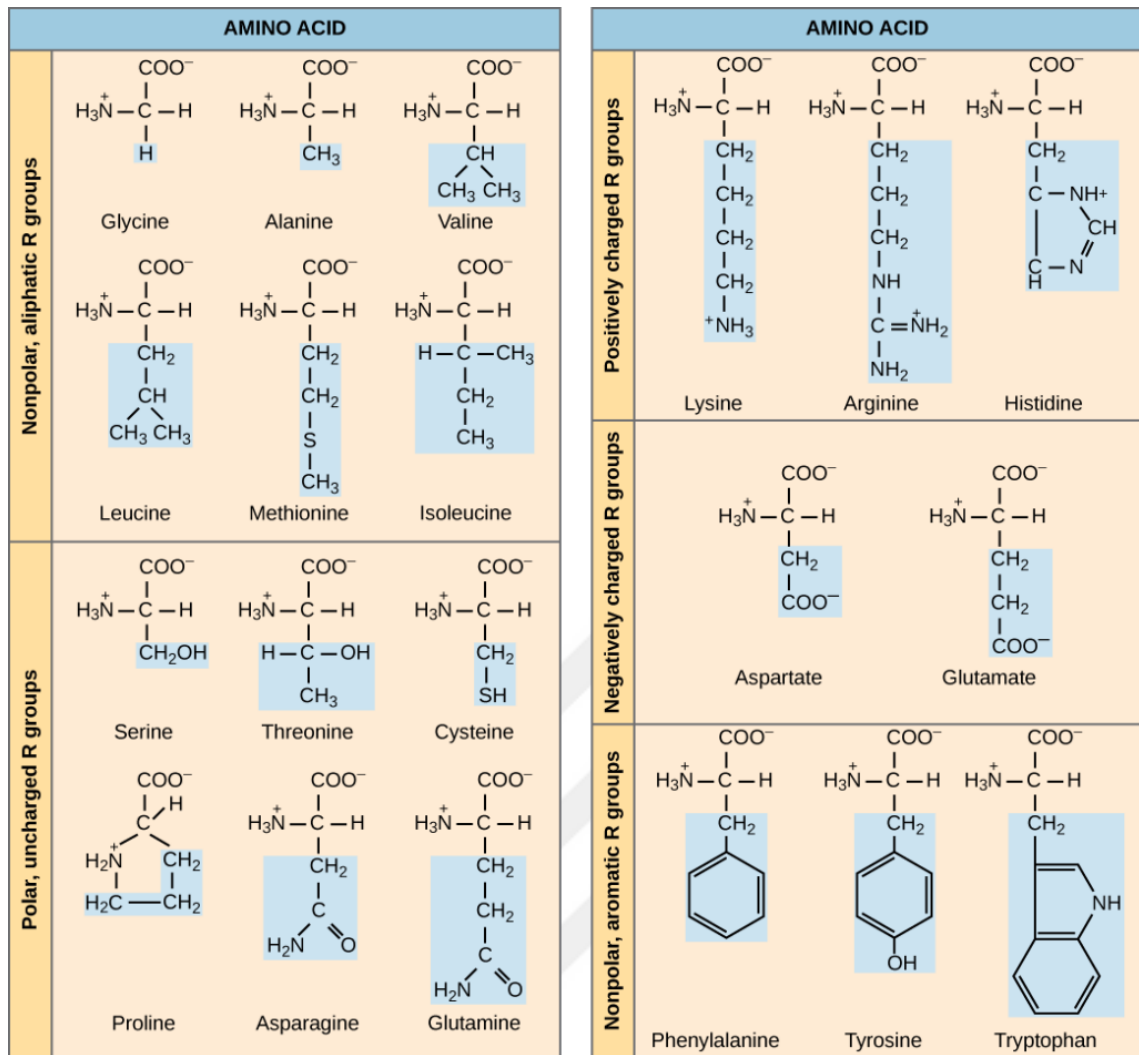 AMINO ACID
Nonpolar, aliphatic R groups
COO⁻ COO⁻ COO⁻
H₃N⁺—C—H H₃N⁺—C—H H₃N⁺—C—H
H CH₃ CH
CH₃ CH₃
Glycine Alanine Valine
COO⁻ COO⁻ COO⁻
H₃N⁺—C—H H₃N⁺—C—H H₃N⁺—C—H
CH₂ CH₂ H—C—CH₃
CH CH₂ CH₂
CH₃ CH₃ S CH₃
CH₃
Leucine Methionine Isoleucine
Polar, uncharged R groups
COO⁻ COO⁻ COO⁻
H₃N⁺—C—H H₃N⁺—C—H H₃N⁺—C—H
CH₂OH H—C—OH CH₂
CH₃ SH
Serine Threonine Cysteine
COO⁻ COO⁻ COO⁻
H
C H₃N⁺—C—H H₃N⁺—C—H
H₂N⁺ CH₂ CH₂ CH₂
H₂C—CH₂ C CH₂
H₂N O C
H₂N O
Proline Asparagine Glutamine
AMINO ACID
Positively charged R groups
COO⁻ COO⁻ COO⁻
H₃N⁺—C—H H₃N⁺—C—H H₃N⁺—C—H
CH₂ CH₂ CH₂
CH₂ CH₂ C—NH⁺
CH₂ CH₂ CH
CH₂ NH C—N
H
⁺NH₃ C=N⁺H₂
NH₂
Lysine Arginine Histidine
Negatively charged R groups
COO⁻ COO⁻
H₃N⁺—C—H H₃N⁺—C—H
CH₂ CH₂
COO⁻ CH₂
COO⁻
Aspartate Glutamate
Nonpolar, aromatic R groups
COO⁻ COO⁻ COO⁻
H₃N⁺—C—H H₃N⁺—C—H H₃N⁺—C—H
CH₂ CH₂ CH₂
NH
OH
Phenylalanine Tyrosine Tryptophan